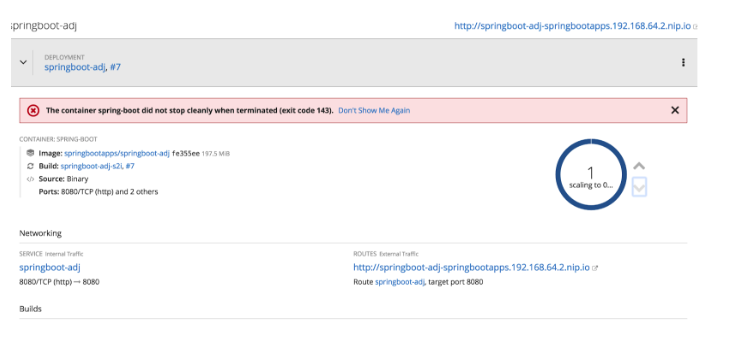 springboot-adj
http://springboot-adj-springbootapps.192.168.64.2.nip.io
DEPLOYMENT
springboot-adj, #7
The container spring-boot did not stop cleanly when terminated (exit code 143). Don't Show Me Again
CONTAINER: SPRING-BOOT
Image: springbootapps/springboot-adj fe355ee 197.5 MiB
Build: springboot-adj-s2i, #7
Source: Binary
Ports: 8080/TCP (http) and 2 others
1
scaling to 0...
Networking
SERVICE Internal Traffic
springboot-adj
8080/TCP (http) → 8080
ROUTES External Traffic
http://springboot-adj-springbootapps.192.168.64.2.nip.io
Route springboot-adj, target port 8080
Builds